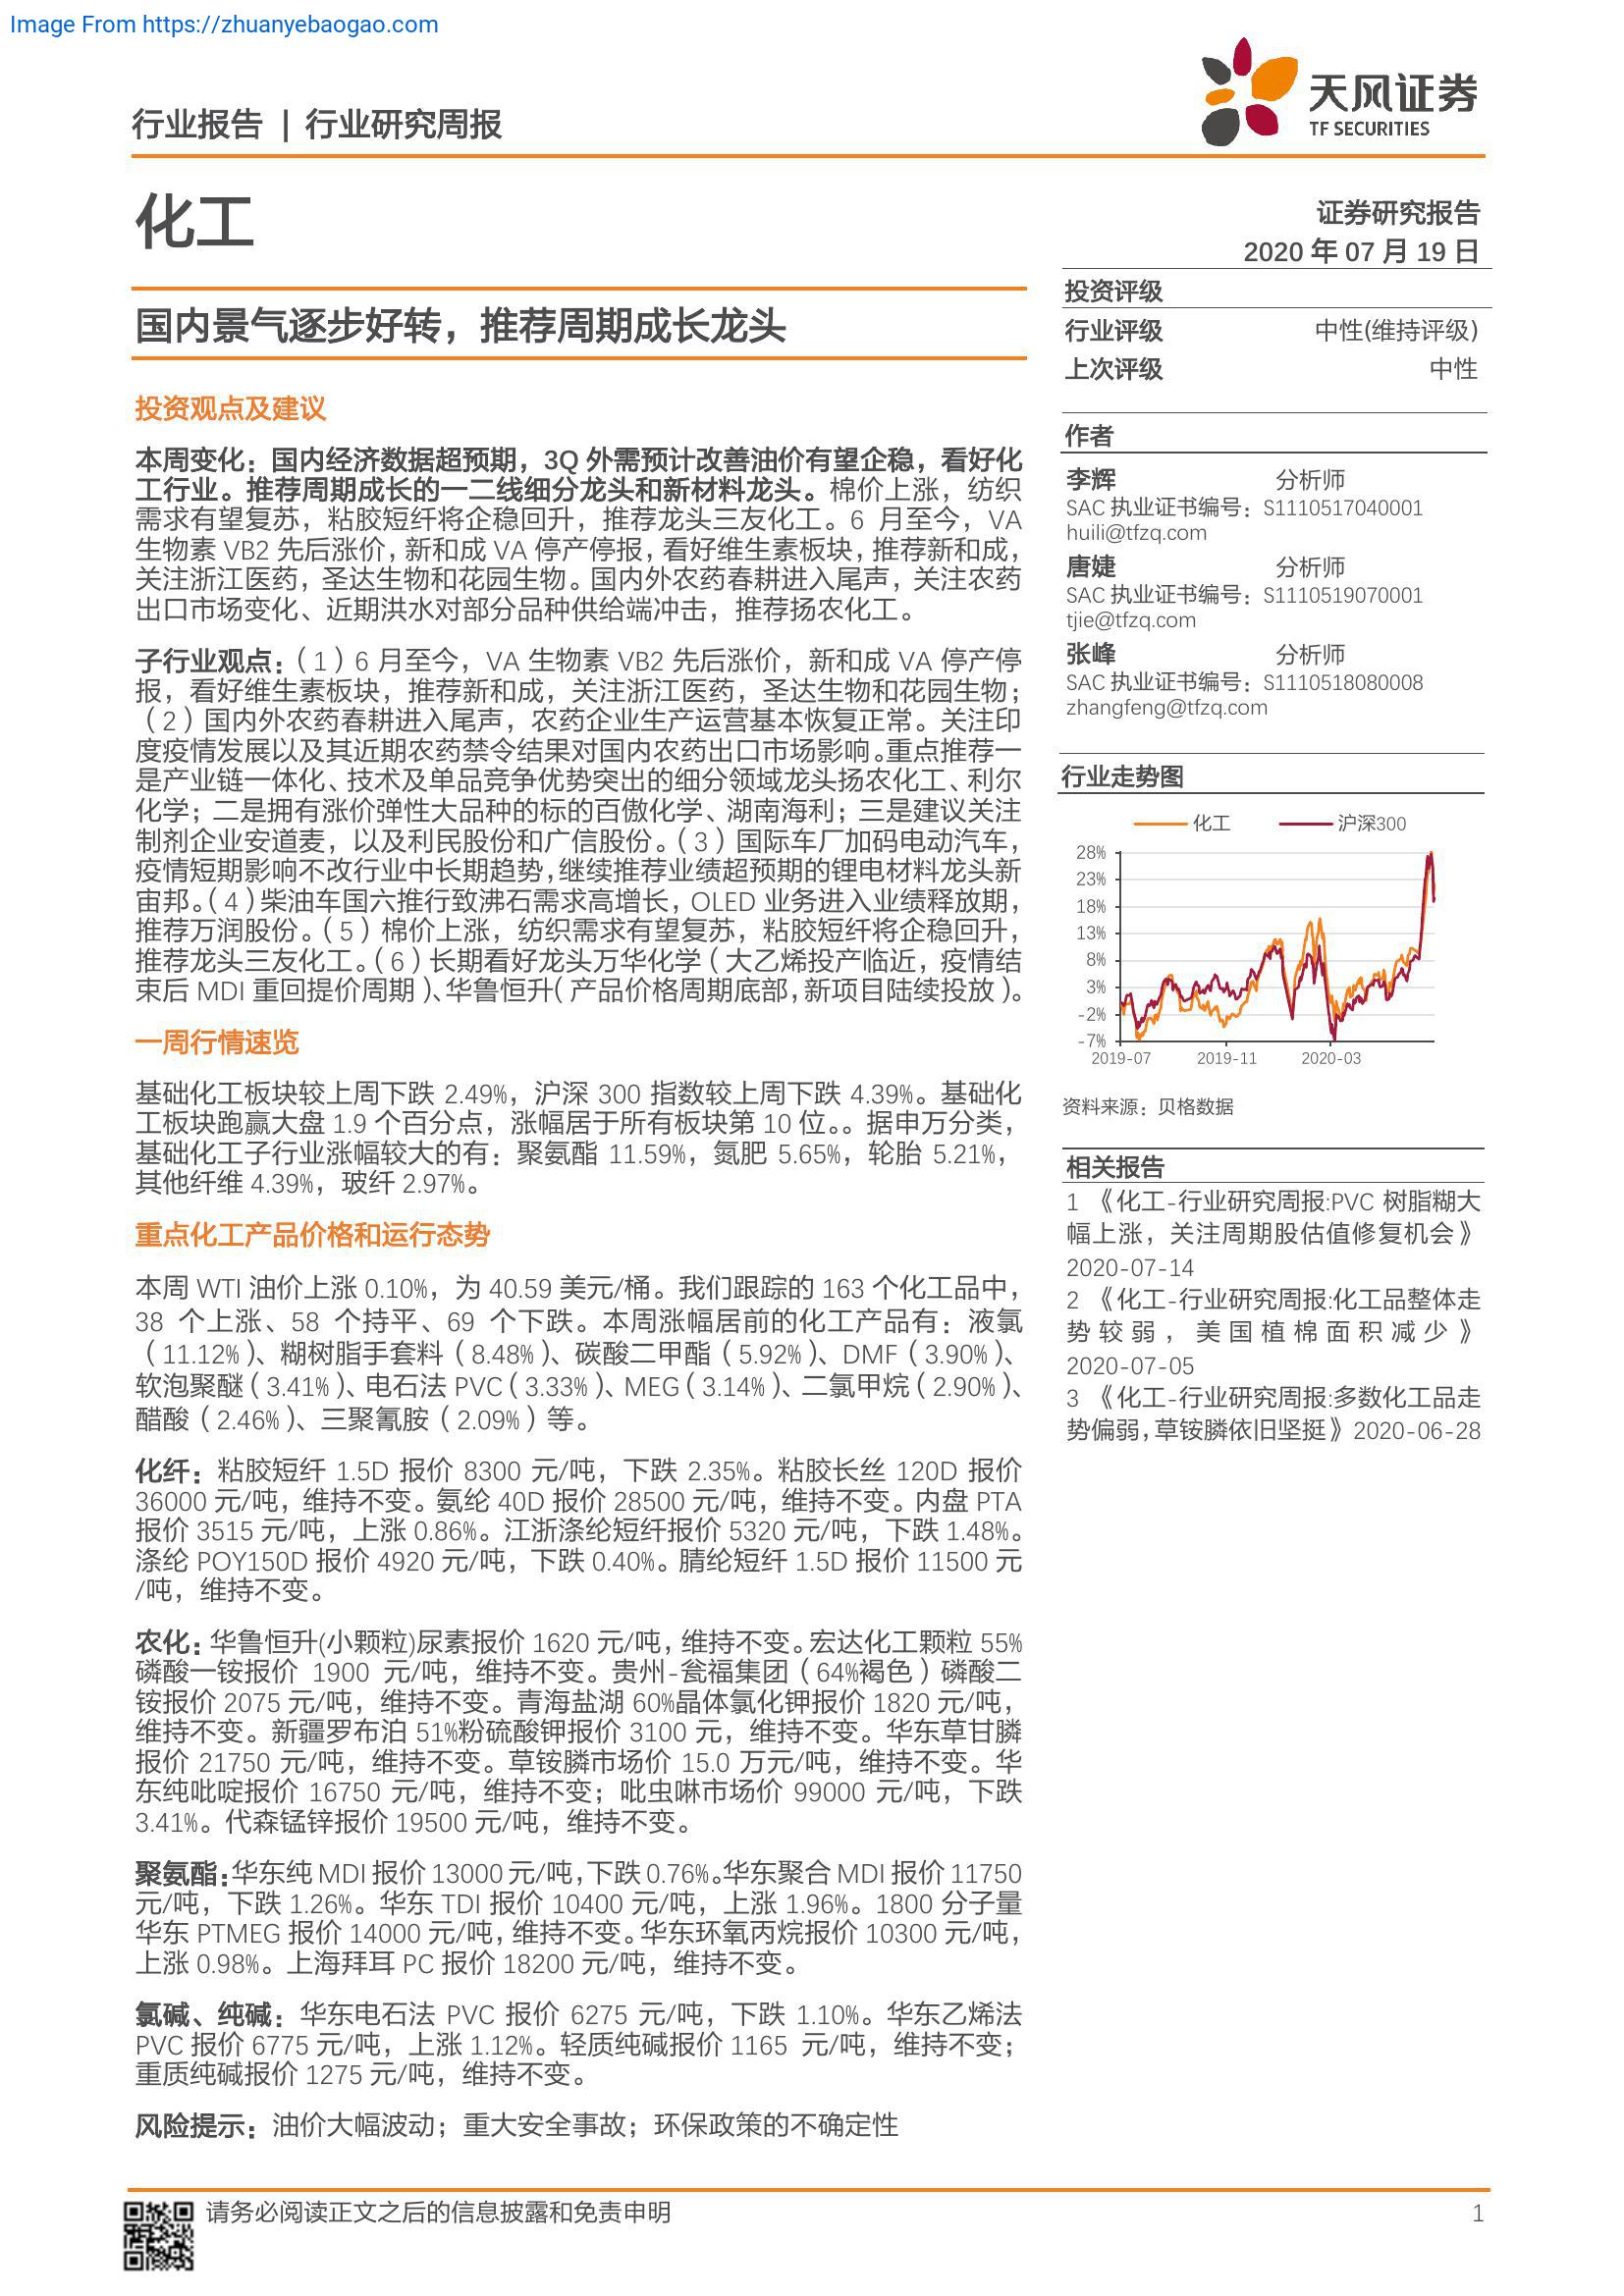 Image From https://zhuanyebaogao.com
行业报告 | 行业研究周报
天风证券
TF SECURITIES
化工
证券研究报告
2020 年 07 月 19 日
国内景气逐步好转，推荐周期成长龙头
投资观点及建议
本周变化：国内经济数据超预期，3Q 外需预计改善油价有望企稳，看好化
工行业。推荐周期成长的一二线细分龙头和新材料龙头。棉价上涨，纺织
需求有望复苏，粘胶短纤将企稳回升，推荐龙头三友化工。6 月至今，VA
生物素 VB2 先后涨价，新和成 VA 停产停报，看好维生素板块，推荐新和成，
关注浙江医药，圣达生物和花园生物。国内外农药春耕进入尾声，关注农药
出口市场变化、近期洪水对部分品种供给端冲击，推荐扬农化工。
子行业观点：（1）6 月至今，VA 生物素 VB2 先后涨价，新和成 VA 停产停
报，看好维生素板块，推荐新和成，关注浙江医药，圣达生物和花园生物；
（2）国内外农药春耕进入尾声，农药企业生产运营基本恢复正常。关注印
度疫情发展以及其近期农药禁令结果对国内农药出口市场影响。重点推荐一
是产业链一体化、技术及单品竞争优势突出的细分领域龙头扬农化工、利尔
化学；二是拥有涨价弹性大品种的标的百傲化学、湖南海利；三是建议关注
制剂企业安道麦，以及利民股份和广信股份。（3）国际车厂加码电动汽车，
疫情短期影响不改行业中长期趋势，继续推荐业绩超预期的锂电材料龙头新
宙邦。（4）柴油车国六推行致沸石需求高增长，OLED 业务进入业绩释放期，
推荐万润股份。（5）棉价上涨，纺织需求有望复苏，粘胶短纤将企稳回升，
推荐龙头三友化工。（6）长期看好龙头万华化学（大乙烯投产临近，疫情结
束后 MDI 重回提价周期）、华鲁恒升（产品价格周期底部，新项目陆续投放）。
一周行情速览
基础化工板块较上周下跌 2.49%，沪深 300 指数较上周下跌 4.39%。基础化
工板块跑赢大盘 1.9 个百分点，涨幅居于所有板块第 10 位。。据申万分类，
基础化工子行业涨幅较大的有：聚氨酯 11.59%，氮肥 5.65%，轮胎 5.21%，
其他纤维 4.39%，玻纤 2.97%。
重点化工产品价格和运行态势
本周 WTI 油价上涨 0.10%，为 40.59 美元/桶。我们跟踪的 163 个化工品中，
38 个上涨、58 个持平、69 个下跌。本周涨幅居前的化工产品有：液氯
（11.12%）、糊树脂手套料（8.48%）、碳酸二甲酯（5.92%）、DMF（3.90%）、
软泡聚醚（3.41%）、电石法 PVC（3.33%）、MEG（3.14%）、二氯甲烷（2.90%）、
醋酸（2.46%）、三聚氰胺（2.09%）等。
化纤：粘胶短纤 1.5D 报价 8300 元/吨，下跌 2.35%。粘胶长丝 120D 报价
36000 元/吨，维持不变。氨纶 40D 报价 28500 元/吨，维持不变。内盘 PTA
报价 3515 元/吨，上涨 0.86%。江浙涤纶短纤报价 5320 元/吨，下跌 1.48%。
涤纶 POY150D 报价 4920 元/吨，下跌 0.40%。腈纶短纤 1.5D 报价 11500 元
/吨，维持不变。
农化：华鲁恒升(小颗粒)尿素报价 1620 元/吨，维持不变。宏达化工颗粒 55%
磷酸一铵报价 1900 元/吨，维持不变。贵州-瓮福集团（64%褐色）磷酸二
铵报价 2075 元/吨，维持不变。青海盐湖 60%晶体氯化钾报价 1820 元/吨，
维持不变。新疆罗布泊 51%粉硫酸钾报价 3100 元，维持不变。华东草甘膦
报价 21750 元/吨，维持不变。草铵膦市场价 15.0 万元/吨，维持不变。华
东纯吡啶报价 16750 元/吨，维持不变；吡虫啉市场价 99000 元/吨，下跌
3.41%。代森锰锌报价 19500 元/吨，维持不变。
聚氨酯：华东纯 MDI 报价 13000 元/吨，下跌 0.76%。华东聚合 MDI 报价 11750
元/吨，下跌 1.26%。华东 TDI 报价 10400 元/吨，上涨 1.96%。1800 分子量
华东 PTMEG 报价 14000 元/吨，维持不变。华东环氧丙烷报价 10300 元/吨，
上涨 0.98%。上海拜耳 PC 报价 18200 元/吨，维持不变。
氯碱、纯碱：华东电石法 PVC 报价 6275 元/吨，下跌 1.10%。华东乙烯法
PVC 报价 6775 元/吨，上涨 1.12%。轻质纯碱报价 1165 元/吨，维持不变；
重质纯碱报价 1275 元/吨，维持不变。
风险提示：油价大幅波动；重大安全事故；环保政策的不确定性
投资评级
行业评级 中性(维持评级)
上次评级 中性
作者
李辉 分析师
SAC 执业证书编号：S1110517040001
huili@tfzq.com
唐婕 分析师
SAC 执业证书编号：S1110519070001
tjie@tfzq.com
张峰 分析师
SAC 执业证书编号：S1110518080008
zhangfeng@tfzq.com
行业走势图
化工 沪深300
28%
23%
18%
13%
8%
3%
-2%
-7%
2019-07 2019-11 2020-03
资料来源：贝格数据
相关报告
1 《化工-行业研究周报:PVC 树脂糊大
幅上涨，关注周期股估值修复机会》
2020-07-14
2 《化工-行业研究周报:化工品整体走
势较弱，美国植棉面积减少》
2020-07-05
3 《化工-行业研究周报:多数化工品走
势偏弱，草铵膦依旧坚挺》2020-06-28
请务必阅读正文之后的信息披露和免责申明
1